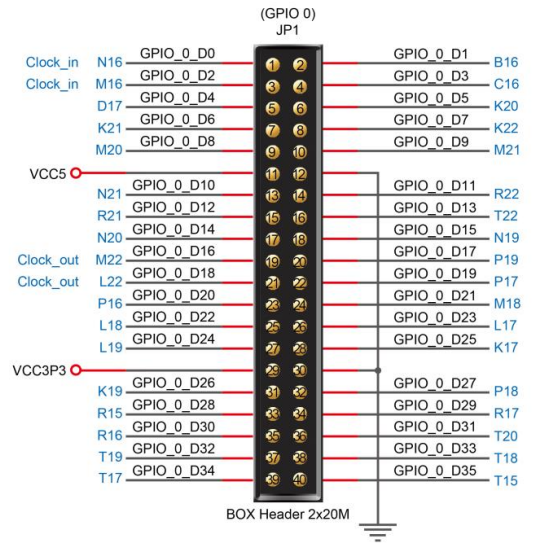 (GPIO 0)
JP1
Clock_in N16 GPIO_0_D0 1 2 GPIO_0_D1 B16
Clock_in M16 GPIO_0_D2 3 4 GPIO_0_D3 C16
D17 GPIO_0_D4 5 6 GPIO_0_D5 K20
K21 GPIO_0_D6 7 8 GPIO_0_D7 K22
M20 GPIO_0_D8 9 10 GPIO_0_D9 M21
VCC5 11 12
N21 GPIO_0_D10 13 14 GPIO_0_D11 R22
R21 GPIO_0_D12 15 16 GPIO_0_D13 T22
N20 GPIO_0_D14 17 18 GPIO_0_D15 N19
Clock_out M22 GPIO_0_D16 19 20 GPIO_0_D17 P19
Clock_out L22 GPIO_0_D18 21 22 GPIO_0_D19 P17
P16 GPIO_0_D20 23 24 GPIO_0_D21 M18
L18 GPIO_0_D22 25 26 GPIO_0_D23 L17
L19 GPIO_0_D24 27 28 GPIO_0_D25 K17
VCC3P3 29 30
K19 GPIO_0_D26 31 32 GPIO_0_D27 P18
R15 GPIO_0_D28 33 34 GPIO_0_D29 R17
R16 GPIO_0_D30 35 36 GPIO_0_D31 T20
T19 GPIO_0_D32 37 38 GPIO_0_D33 T18
T17 GPIO_0_D34 39 40 GPIO_0_D35 T15
BOX Header 2x20M